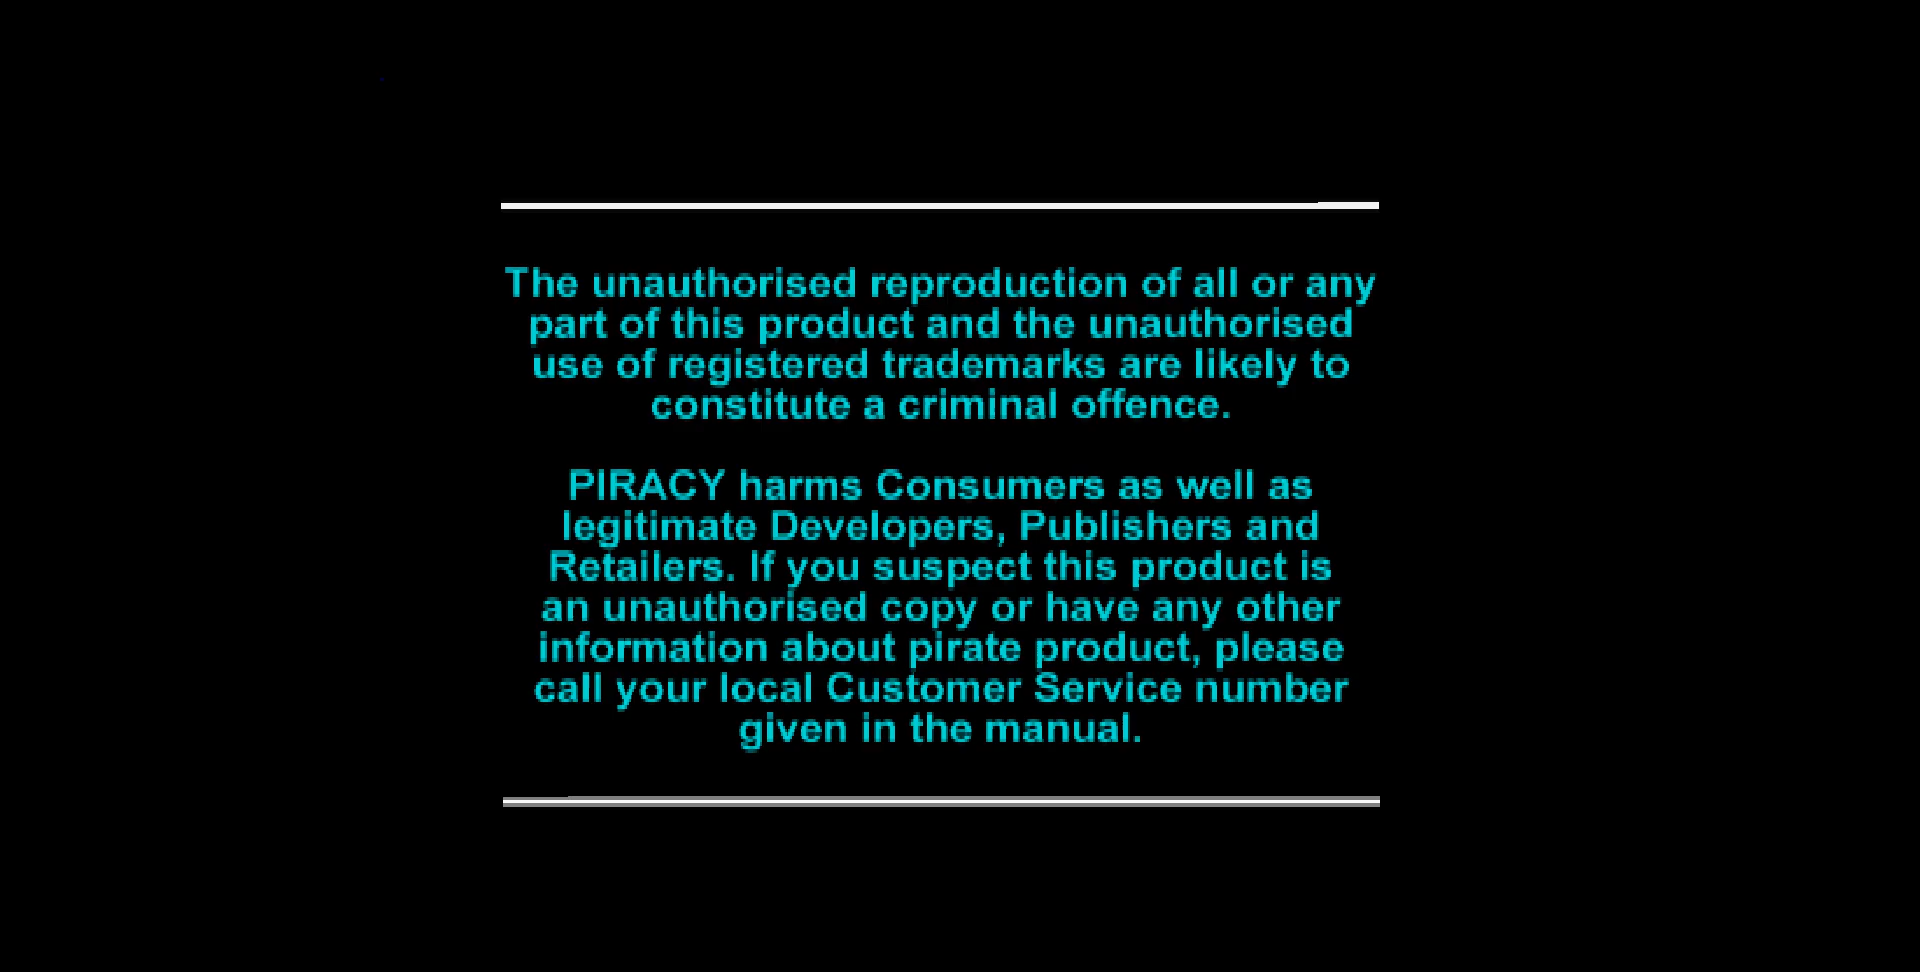 The unauthorised reproduction of all or any
part of this product and the unauthorised
use of registered trademarks are likely to
constitute a criminal offence.
PIRACY harms Consumers as well as
legitimate Developers, Publishers and
Retailers. If you suspect this product is
an unauthorised copy or have any other
information about pirate product, please
call your local Customer Service number
given in the manual.